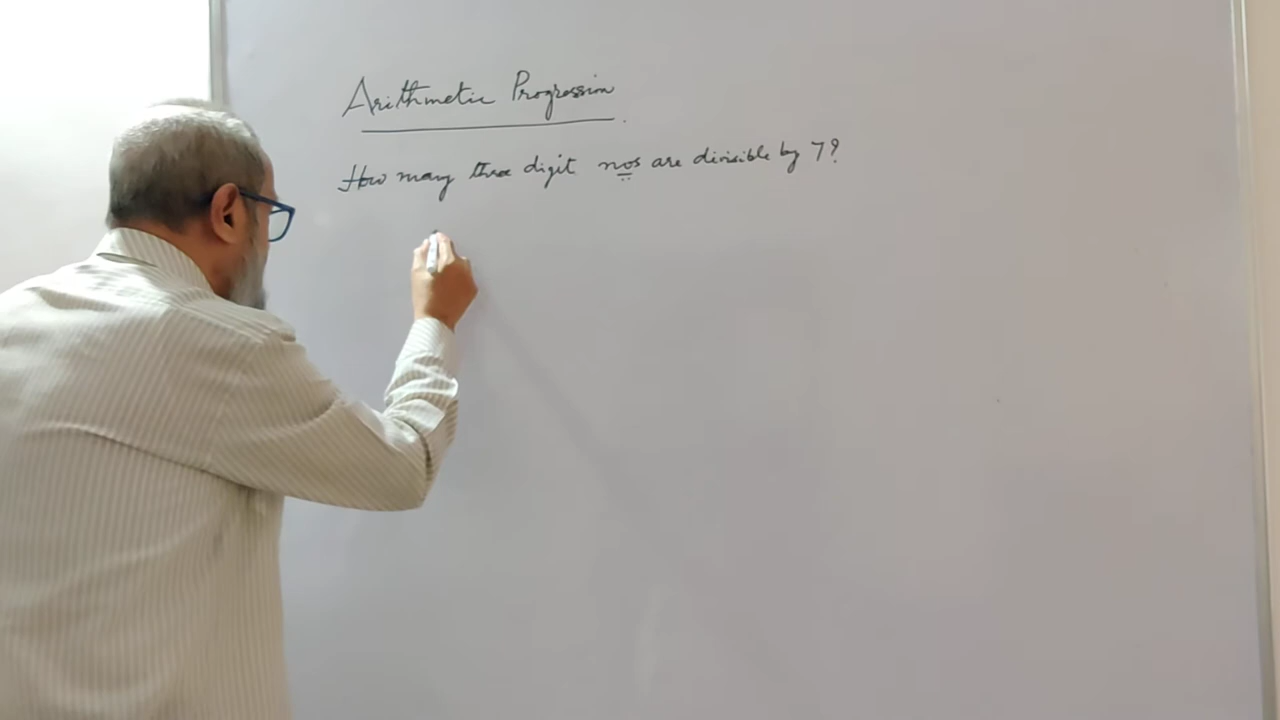 Arithmetic Progression
How many three digit nos are divisible by 7?